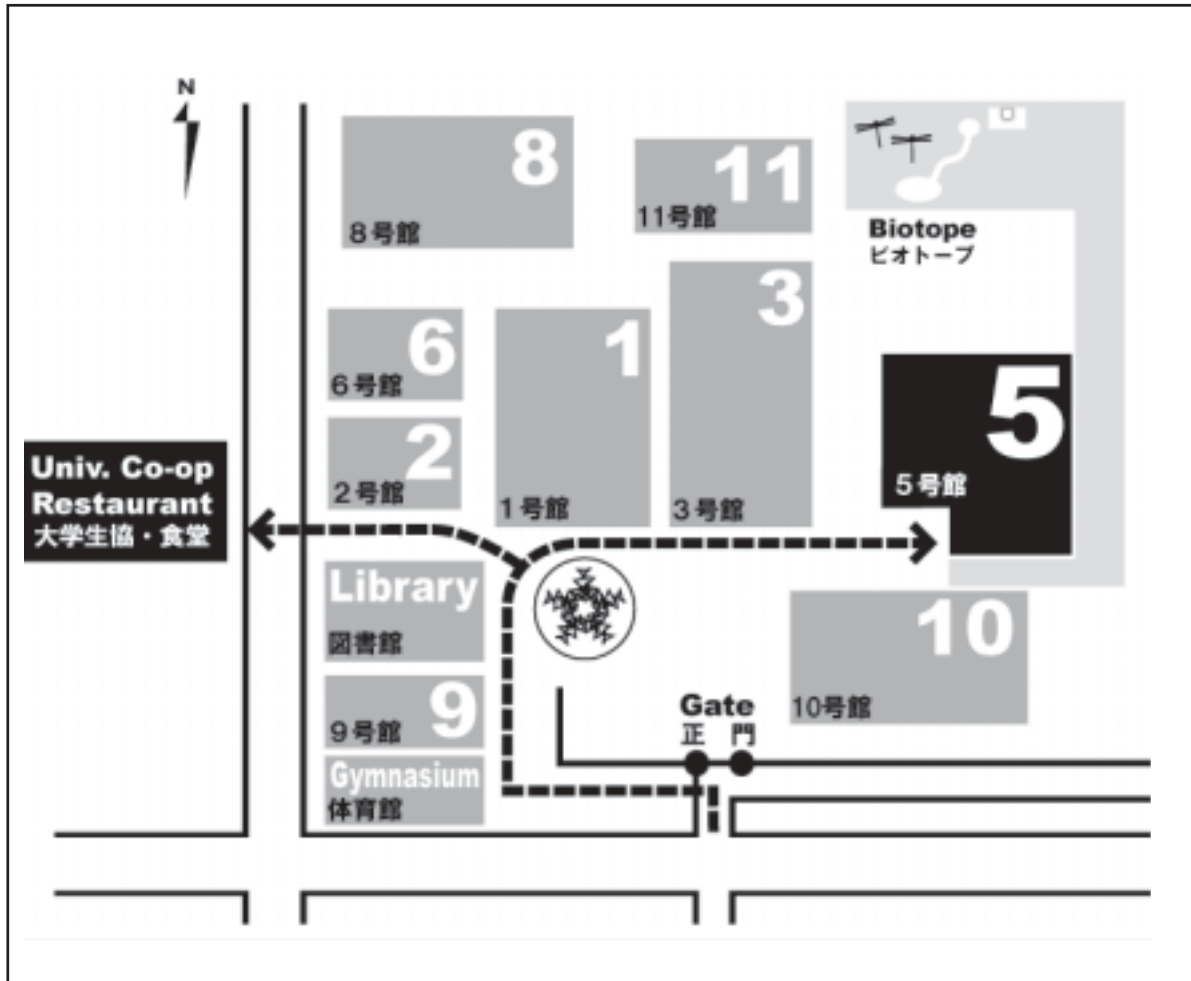 N
8
8号館
11
11号館
Biotope
ビオトープ
6
6号館
1
1号館
3
3号館
5
5号館
2
2号館
Univ. Co-op
Restaurant
大学生協・食堂
Library
図書館
10
10号館
9
9号館
Gate
正門
Gymnasium
体育館